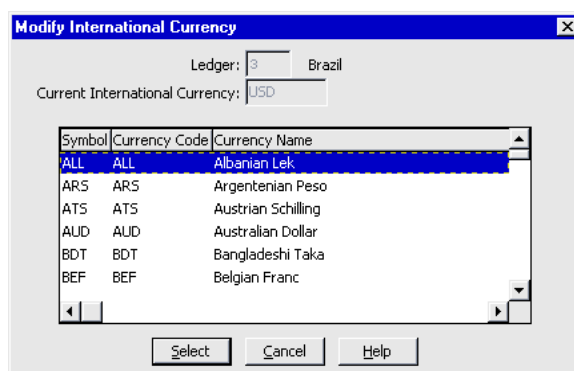 Modify International Currency
Ledger: 3 Brazil
Current International Currency: USD
Symbol Currency Code Currency Name
ALL ALL Albanian Lek
ARS ARS Argentenian Peso
ATS ATS Austrian Schilling
AUD AUD Australian Dollar
BDT BDT Bangladeshi Taka
BEF BEF Belgian Franc
Select Cancel Help